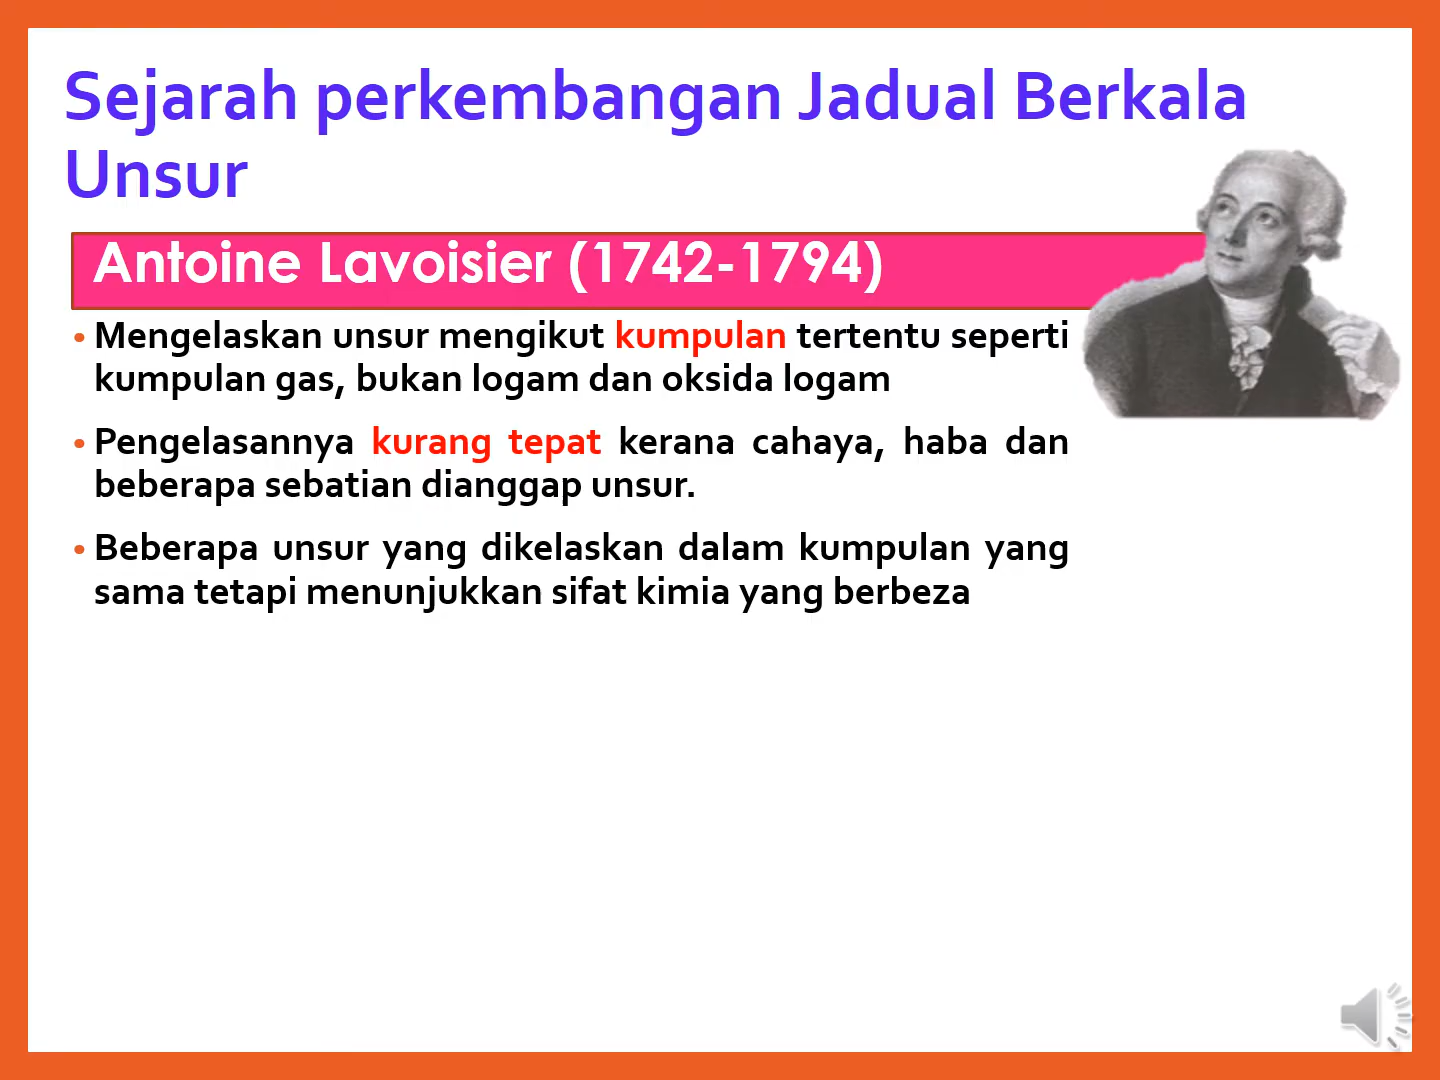 Sejarah perkembangan Jadual Berkala
Unsur
Antoine Lavoisier (1742-1794)
• Mengelaskan unsur mengikut kumpulan tertentu seperti
kumpulan gas, bukan logam dan oksida logam
• Pengelasannya kurang tepat kerana cahaya, haba dan
beberapa sebatian dianggap unsur.
• Beberapa unsur yang dikelaskan dalam kumpulan yang
sama tetapi menunjukkan sifat kimia yang berbeza